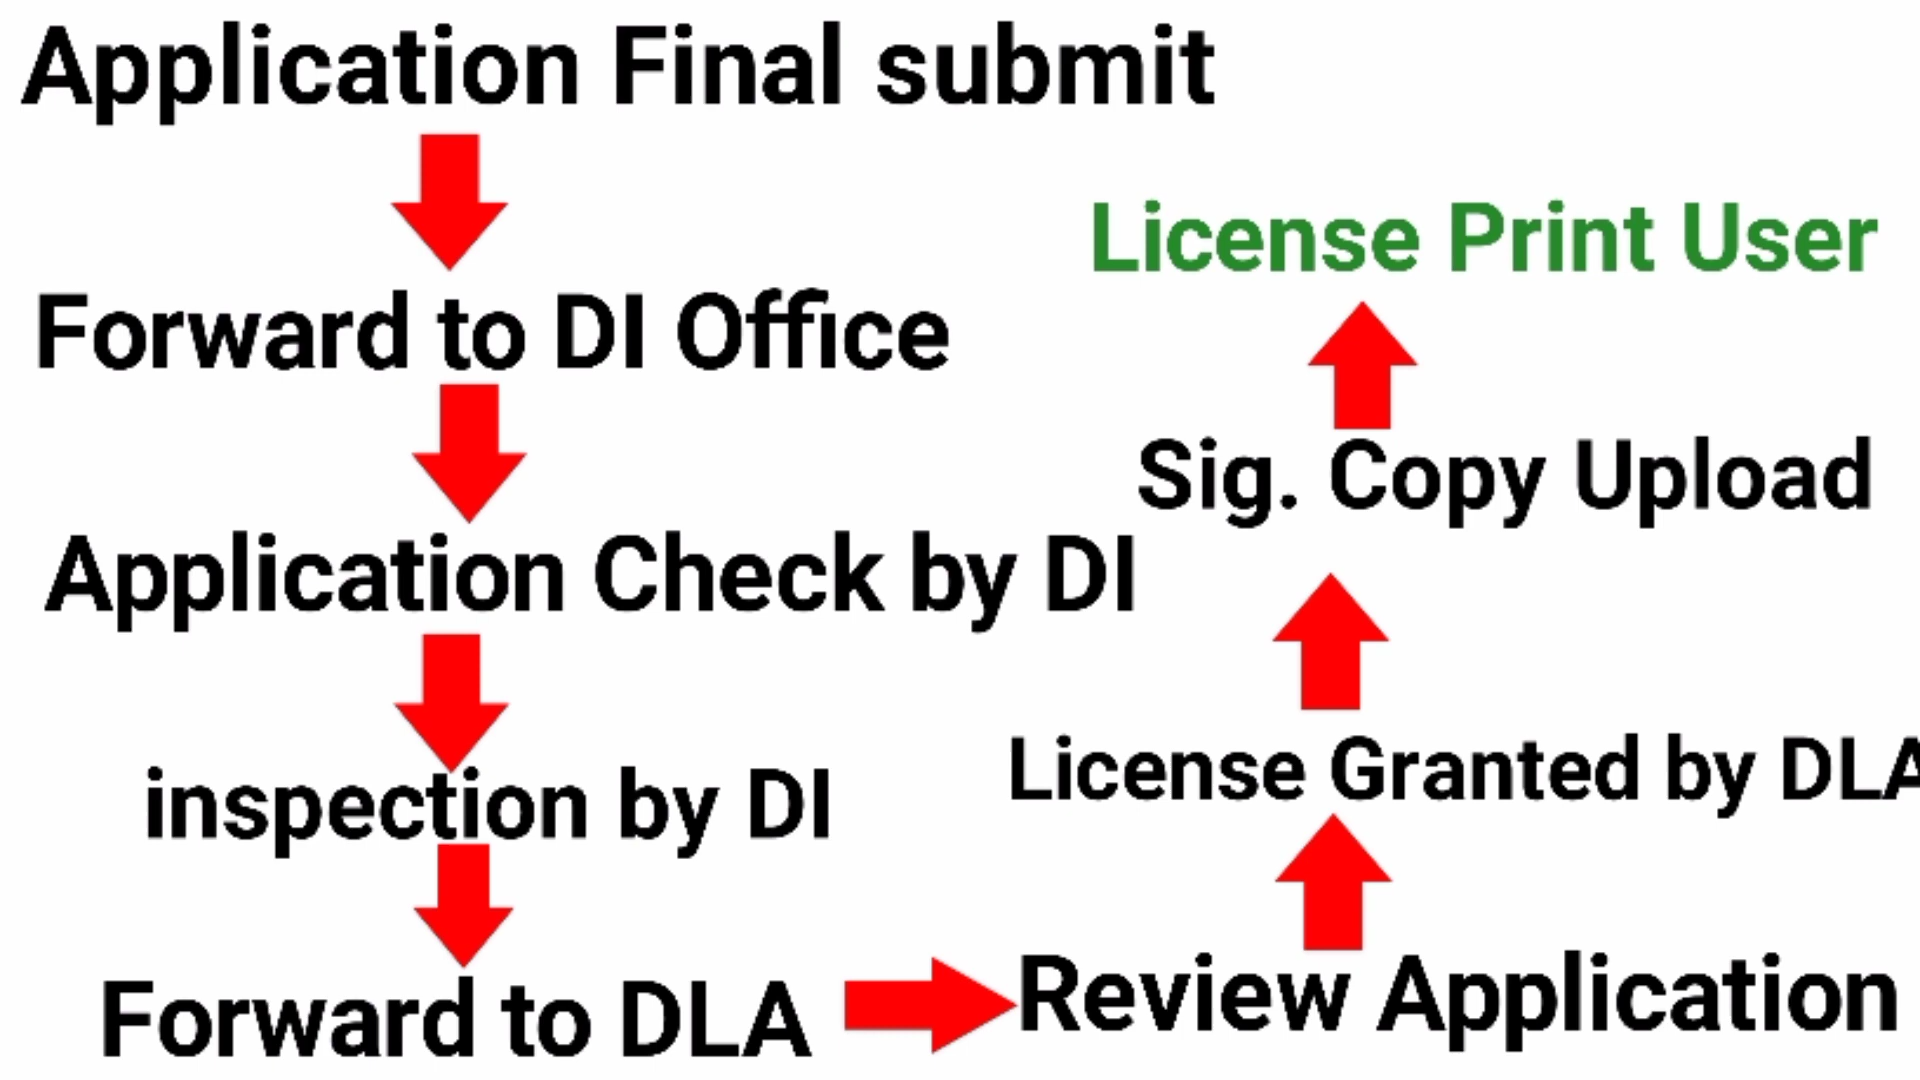 Application Final submit
Forward to DI Office
Application Check by DI
inspection by DI
Forward to DLA
Review Application
License Granted by DLA
Sig. Copy Upload
License Print User